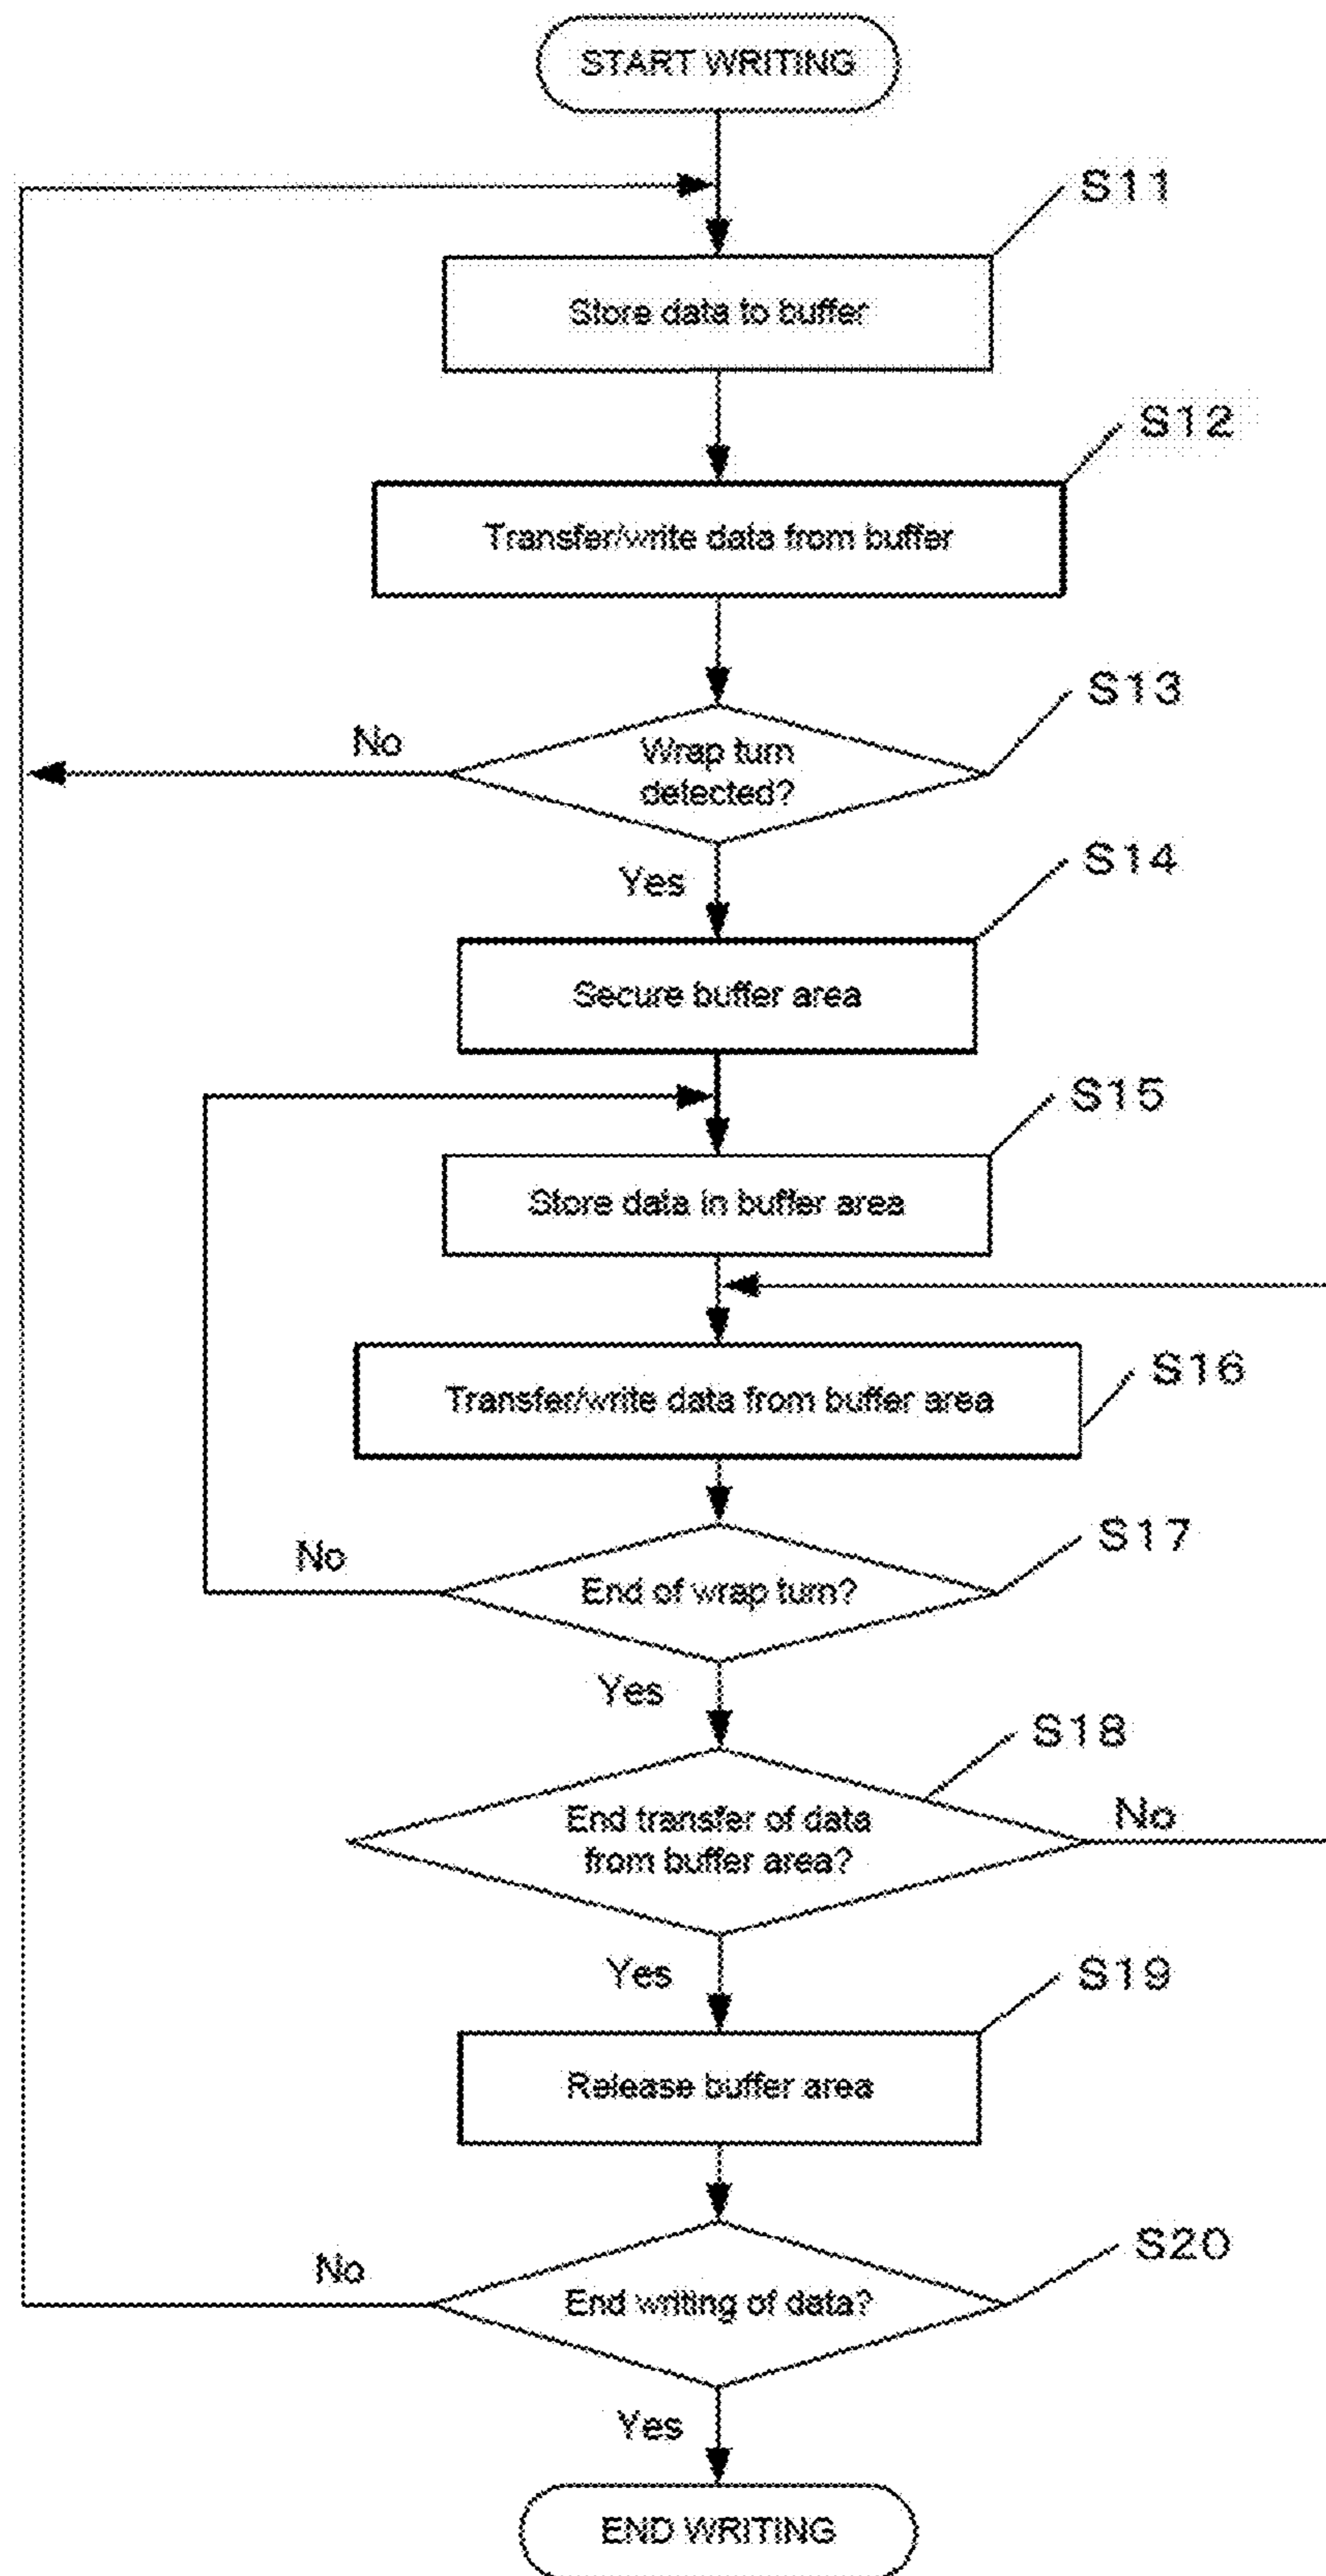 START WRITING
S11
Store data to buffer
S12
Transfer/write data from buffer
S13
No
Wrap turn
detected?
Yes
S14
Secure buffer area
S15
Store data in buffer area
S16
Transfer/write data from buffer area
S17
No
End of wrap turn?
Yes
S18
End transfer of data
from buffer area?
No
Yes
S19
Release buffer area
S20
No
End writing of data?
Yes
END WRITING